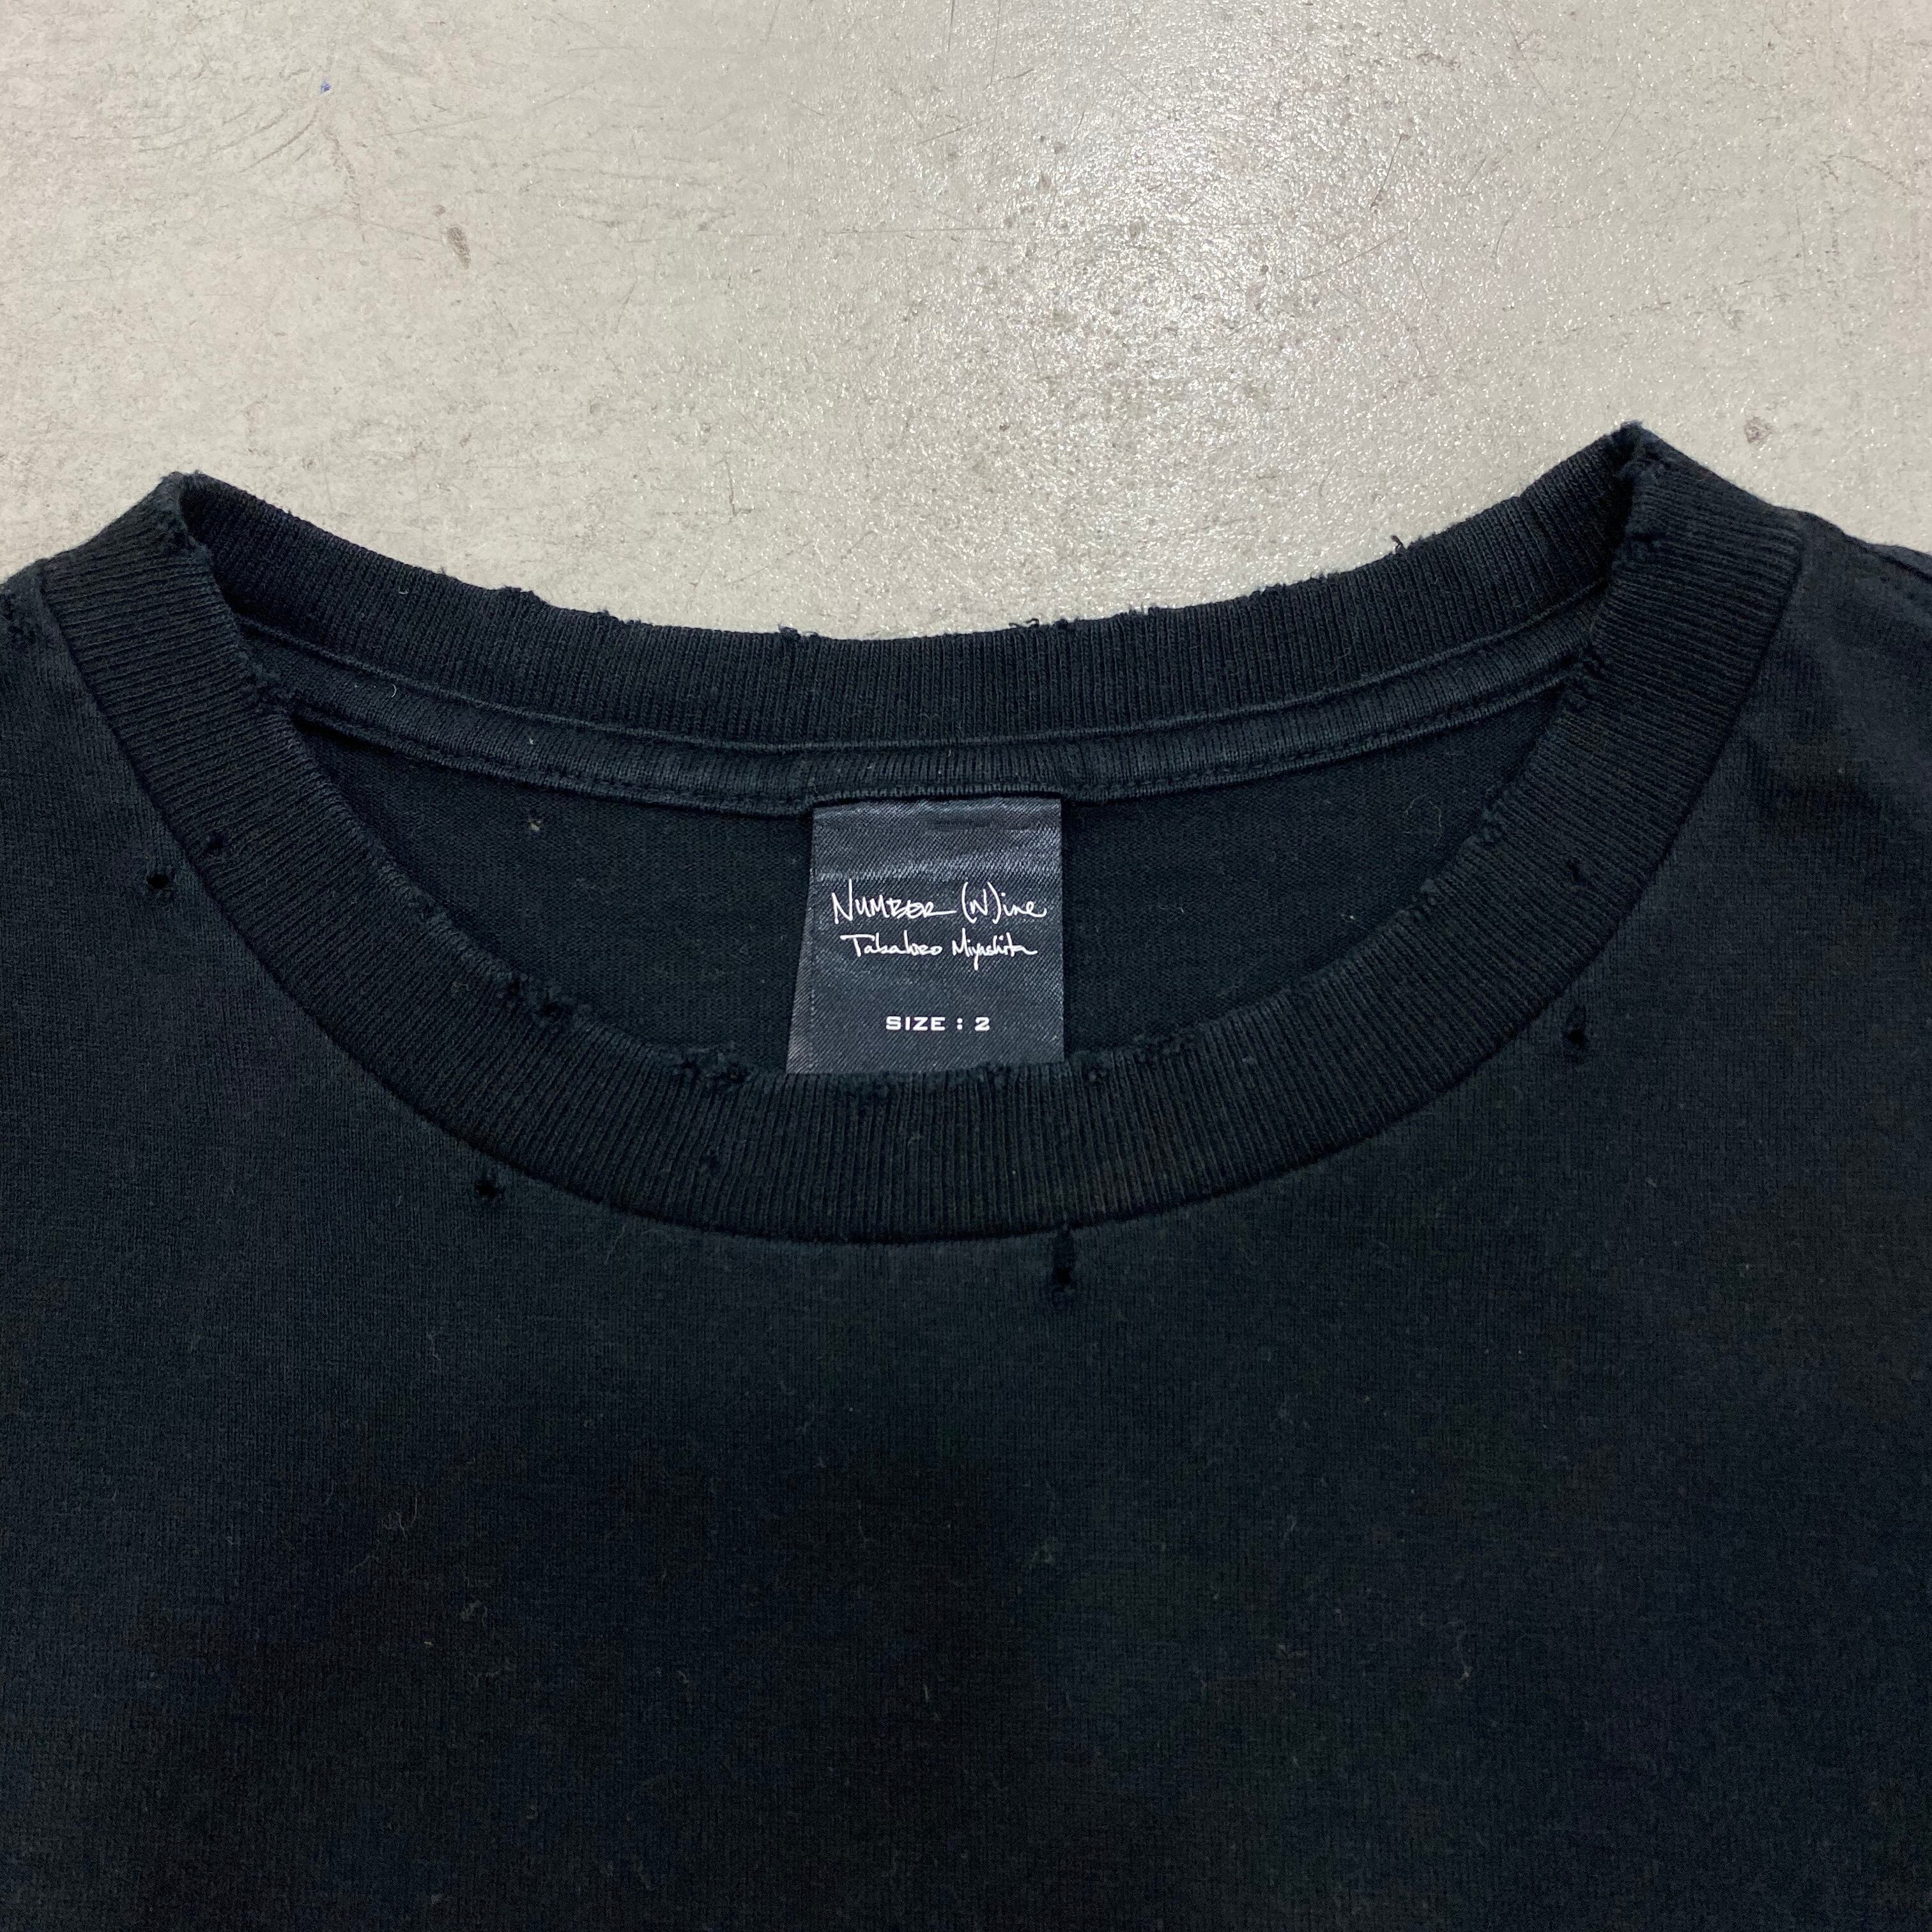 NUMBER (N)ine
Takahiro Miyashita
SIZE : 2